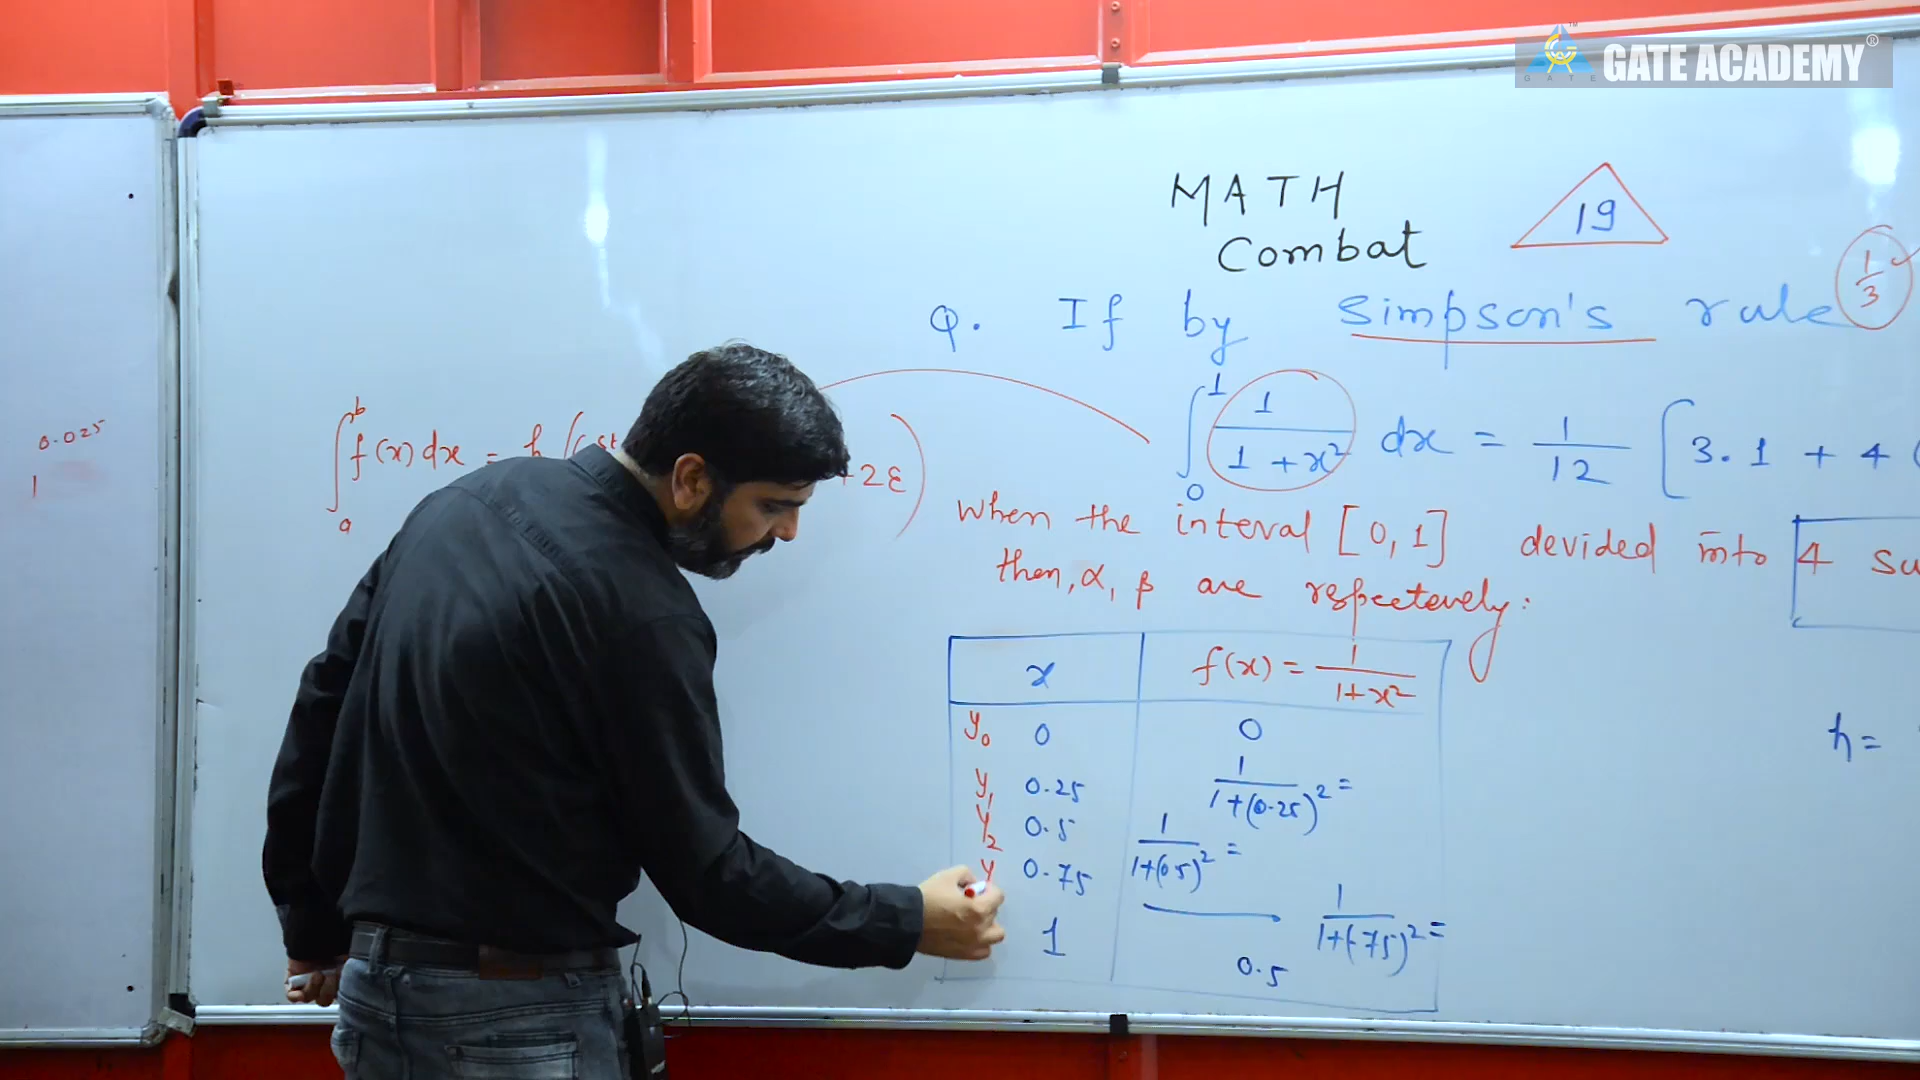 GATE ACADEMY®
GATE
MATH
Combat
19
Q. If by Simpson's rule 1/3
∫₀¹ 1/(1+x²) dx = 1/12 [3.1 + 4 (
0.025
1
∫ₐᵇ f(x) dx = h (
+ 2ε)
when the interval [0, 1] devided into 4 su
then, α, β are respectevely:
x f(x) = 1/(1+x²)
y₀ 0 0
y₁ 0.25 1/(1+(0.25)² =
y₂ 0.5 1/(1+(0.5)² =
y 0.75 1/(1+(.75)² =
1 0.5
h =